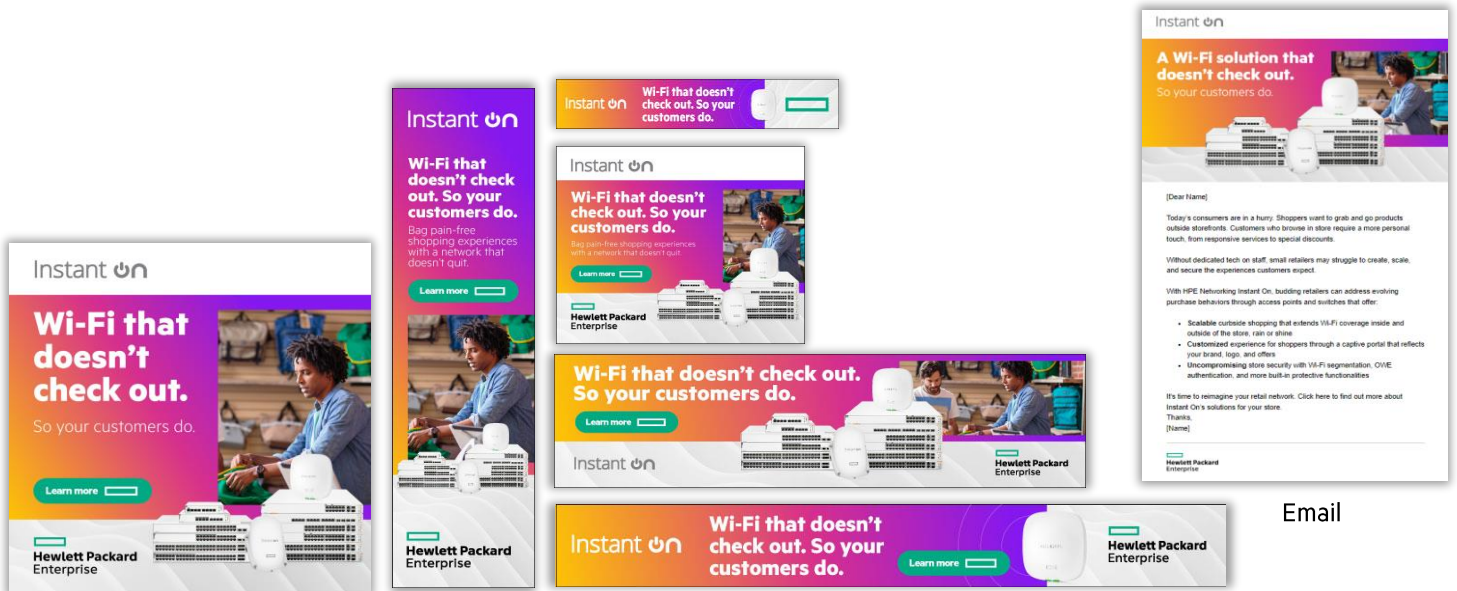 Instant On
Wi-Fi that
doesn't
check out.
So your customers do.
Learn more
Hewlett Packard
Enterprise
Instant On
Wi-Fi that
doesn't check
out. So your
customers do.
Bag pain-free
shopping experiences
with a network that
doesn't quit.
Learn more
Hewlett Packard
Enterprise
Instant On
Wi-Fi that doesn't
check out. So your
customers do.
Instant On
Wi-Fi that doesn't
check out. So your
customers do.
Bag pain-free shopping experiences
with a network that doesn't quit.
Learn more
Hewlett Packard
Enterprise
Wi-Fi that doesn't check out.
So your customers do.
Learn more
Instant On
Hewlett Packard
Enterprise
Instant On
Wi-Fi that doesn't
check out. So your
customers do.
Learn more
Hewlett Packard
Enterprise
Instant On
A Wi-Fi solution that
doesn't check out.
So your customers do.
[Dear Name]
Today's consumers are in a hurry. Shoppers want to grab and go products
outside storefronts. Customers who browse in store require a more personal
touch, from responsive services to special discounts.
Without dedicated tech on staff, small retailers may struggle to create, scale,
and secure the experiences customers expect.
With HPE Networking Instant On, budding retailers can address evolving
purchase behaviors through access points and switches that offer:
• Scalable curbside shopping that extends Wi-Fi coverage inside and
outside of the store, rain or shine
• Customized experience for shoppers through a captive portal that reflects
your brand, logo, and offers
• Uncompromising store security with Wi-Fi segmentation, OWE
authentication, and more built-in protective functionalities
It's time to reimagine your retail network. Click here to find out more about
Instant On's solutions for your store.
Thanks,
[Name]
Hewlett Packard
Enterprise
Email